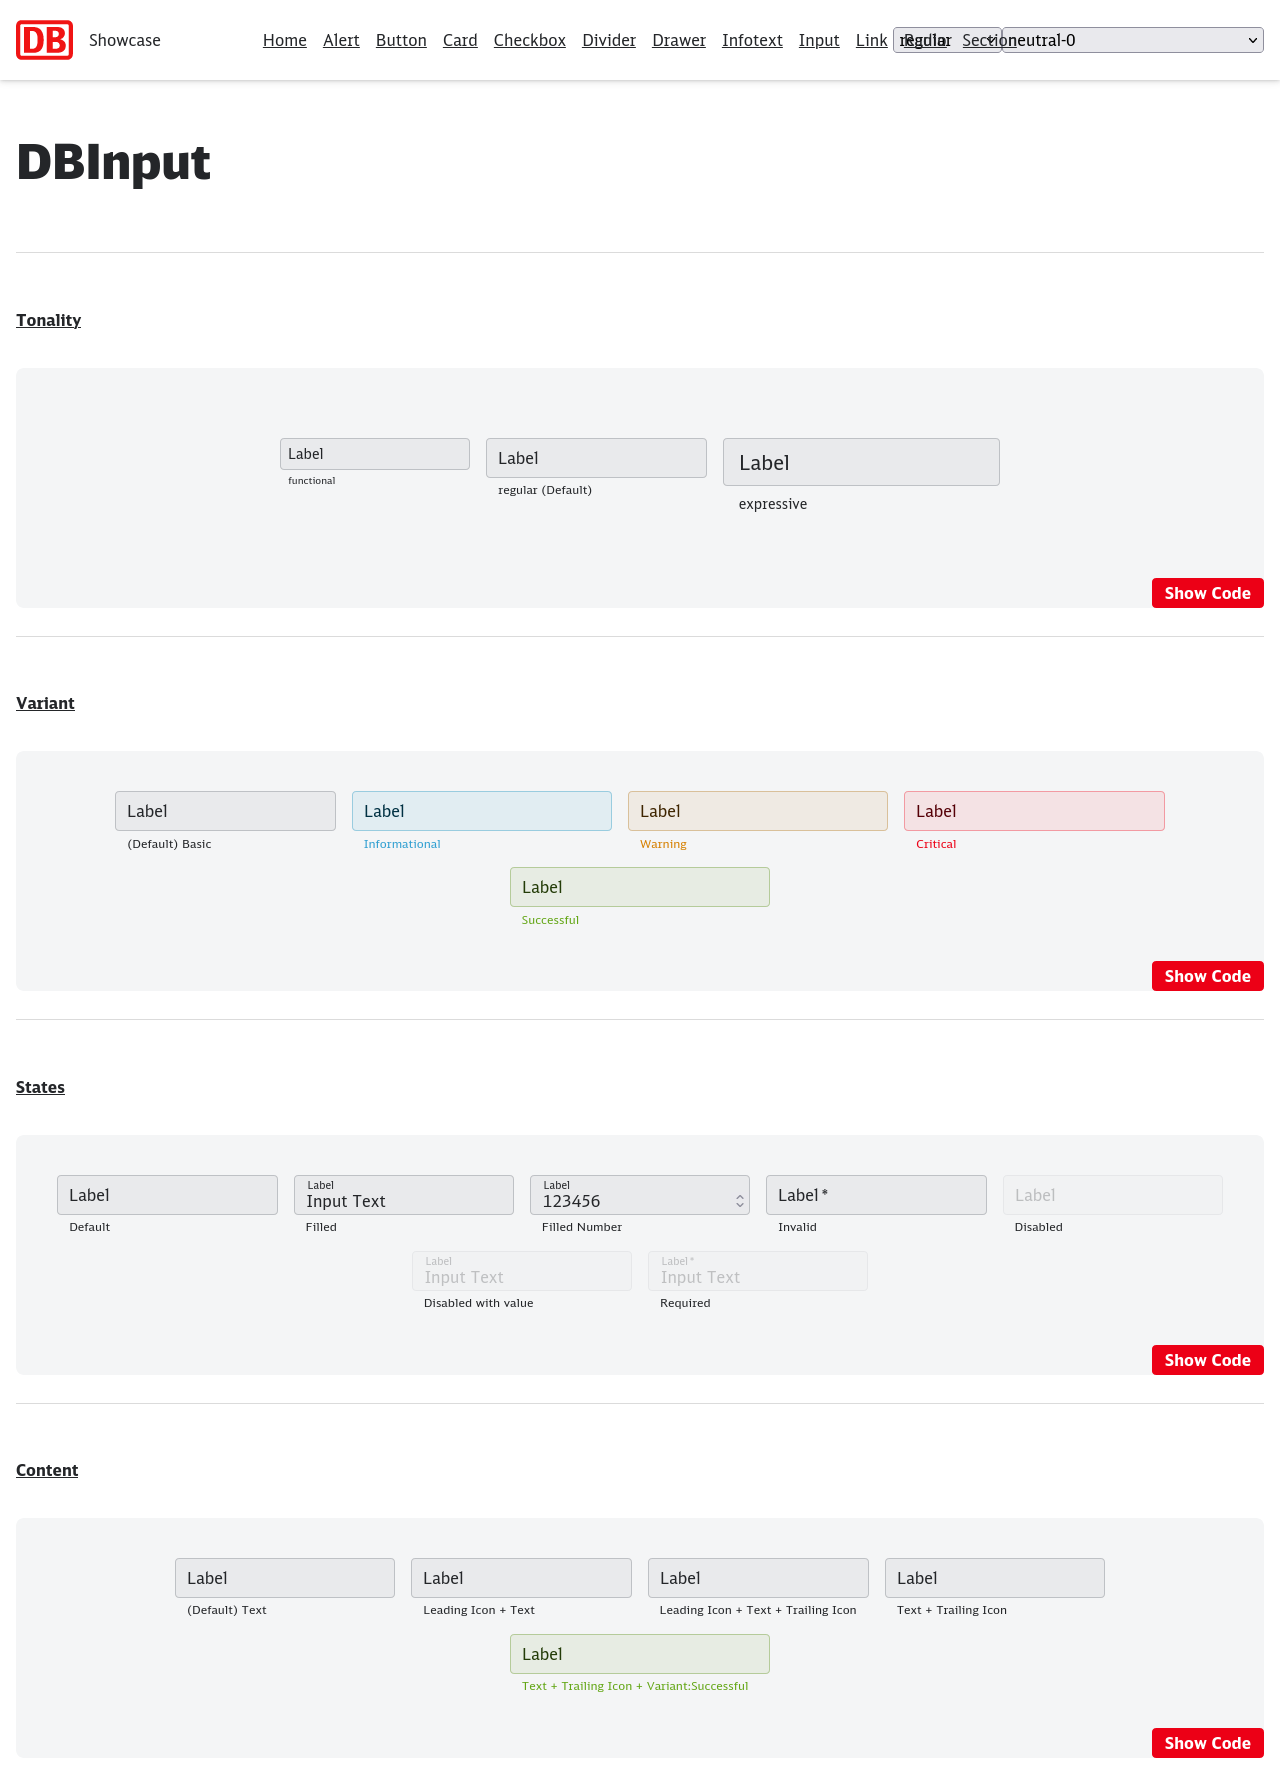 DB Showcase Home Alert Button Card Checkbox Divider Drawer Infotext Input Link Radio regular Section neutral-0
DBInput
Tonality
Label Label Label
functional regular (Default) expressive
Show Code
Variant
Label Label Label Label
(Default) Basic Informational Warning Critical
Label
Successful
Show Code
States
Label Label Input Text Label 123456 Label * Label
Default Filled Filled Number Invalid Disabled
Label Label *
Input Text Input Text
Disabled with value Required
Show Code
Content
Label Label Label Label
(Default) Text Leading Icon + Text Leading Icon + Text + Trailing Icon Text + Trailing Icon
Label
Text + Trailing Icon + Variant:Successful
Show Code